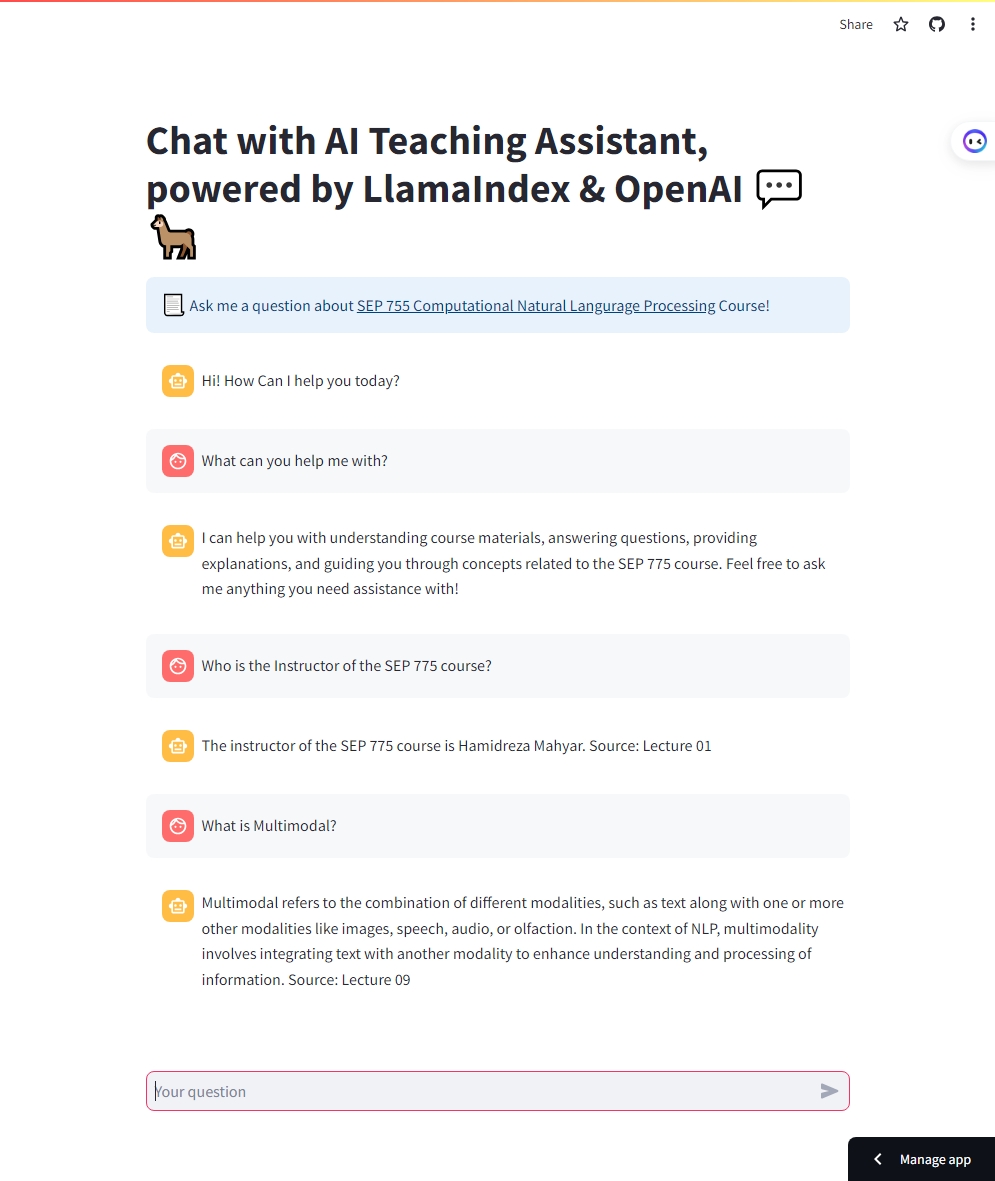 Share
Chat with AI Teaching Assistant,
powered by LlamaIndex & OpenAI
Ask me a question about SEP 755 Computational Natural Langurage Processing Course!
Hi! How Can I help you today?
What can you help me with?
I can help you with understanding course materials, answering questions, providing
explanations, and guiding you through concepts related to the SEP 775 course. Feel free to ask
me anything you need assistance with!
Who is the Instructor of the SEP 775 course?
The instructor of the SEP 775 course is Hamidreza Mahyar. Source: Lecture 01
What is Multimodal?
Multimodal refers to the combination of different modalities, such as text along with one or more
other modalities like images, speech, audio, or olfaction. In the context of NLP, multimodality
involves integrating text with another modality to enhance understanding and processing of
information. Source: Lecture 09
Your question
Manage app